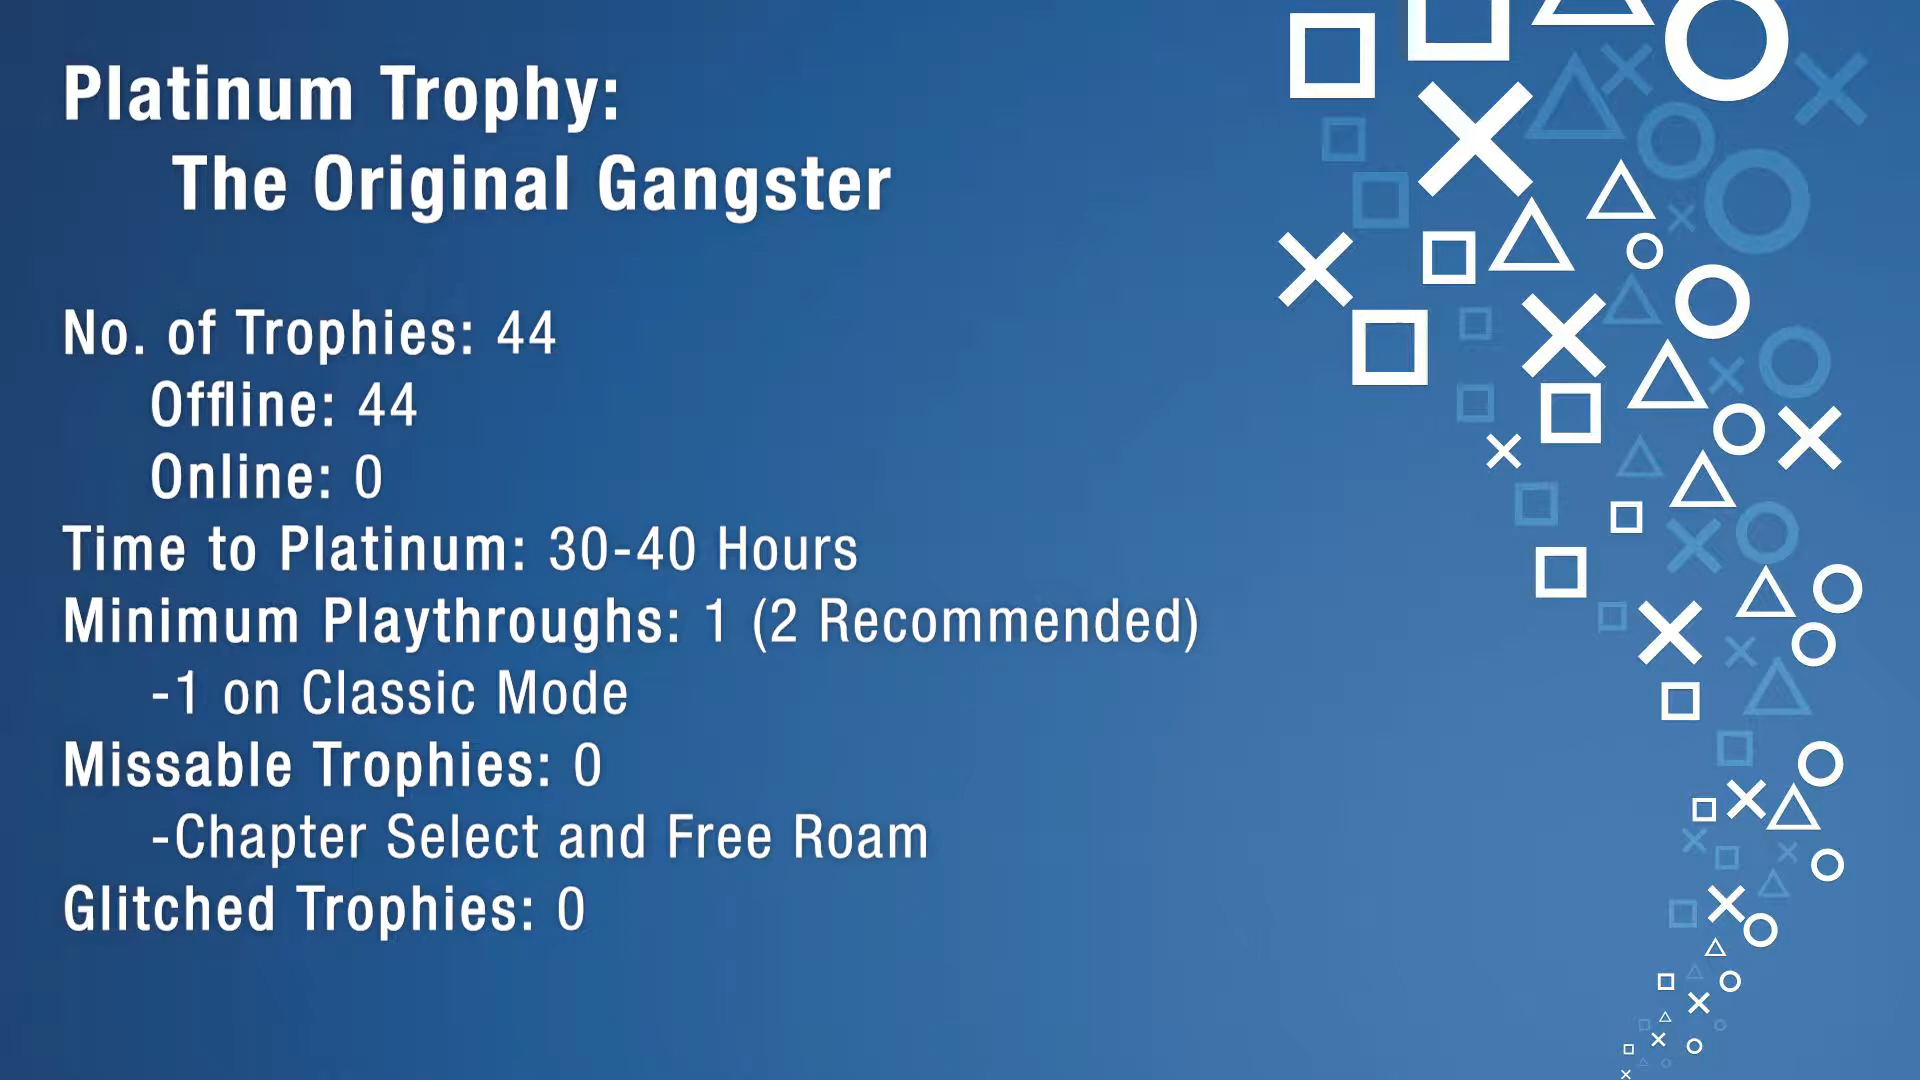 Platinum Trophy:
The Original Gangster
No. of Trophies: 44
Offline: 44
Online: 0
Time to Platinum: 30-40 Hours
Minimum Playthroughs: 1 (2 Recommended)
-1 on Classic Mode
Missable Trophies: 0
-Chapter Select and Free Roam
Glitched Trophies: 0